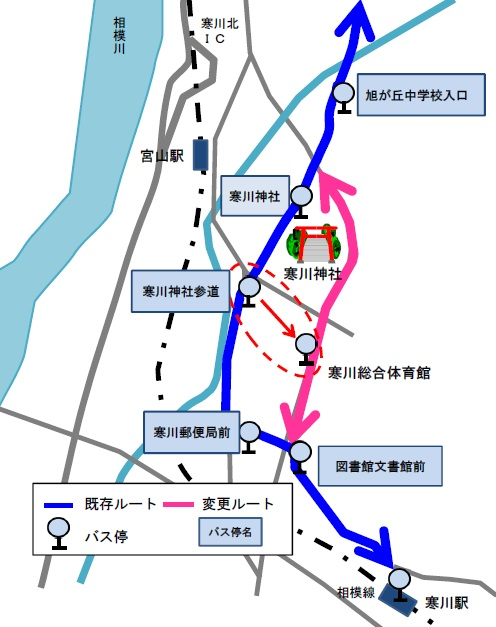 相模川
寒川北
ＩＣ
旭が丘中学校入口
宮山駅
寒川神社
寒川神社
寒川神社参道
寒川総合体育館
寒川郵便局前
図書館文書館前
既存ルート
変更ルート
バス停
バス停名
相模線
寒川駅